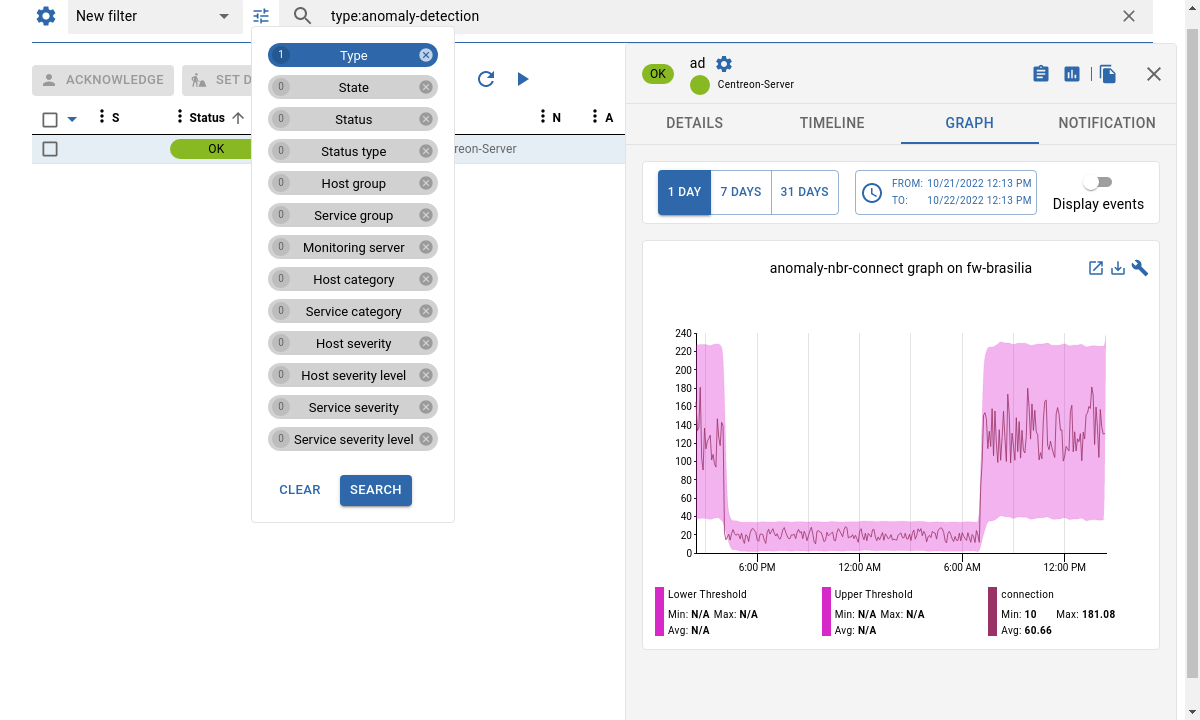 New filter
type:anomaly-detection
1 Type
0 State
0 Status
0 Status type
0 Host group
0 Service group
0 Monitoring server
0 Host category
0 Service category
0 Host severity
0 Host severity level
0 Service severity
0 Service severity level
CLEAR SEARCH
ACKNOWLEDGE SET D
S Status N A
OK reon-Server
OK ad
Centreon-Server
DETAILS TIMELINE GRAPH NOTIFICATION
1 DAY 7 DAYS 31 DAYS
FROM: 10/21/2022 12:13 PM
TO: 10/22/2022 12:13 PM
Display events
anomaly-nbr-connect graph on fw-brasilia
240
220
200
180
160
140
120
100
80
60
40
20
0
6:00 PM 12:00 AM 6:00 AM 12:00 PM
Lower Threshold
Min: N/A Max: N/A
Avg: N/A
Upper Threshold
Min: N/A Max: N/A
Avg: N/A
connection
Min: 10 Max: 181.08
Avg: 60.66